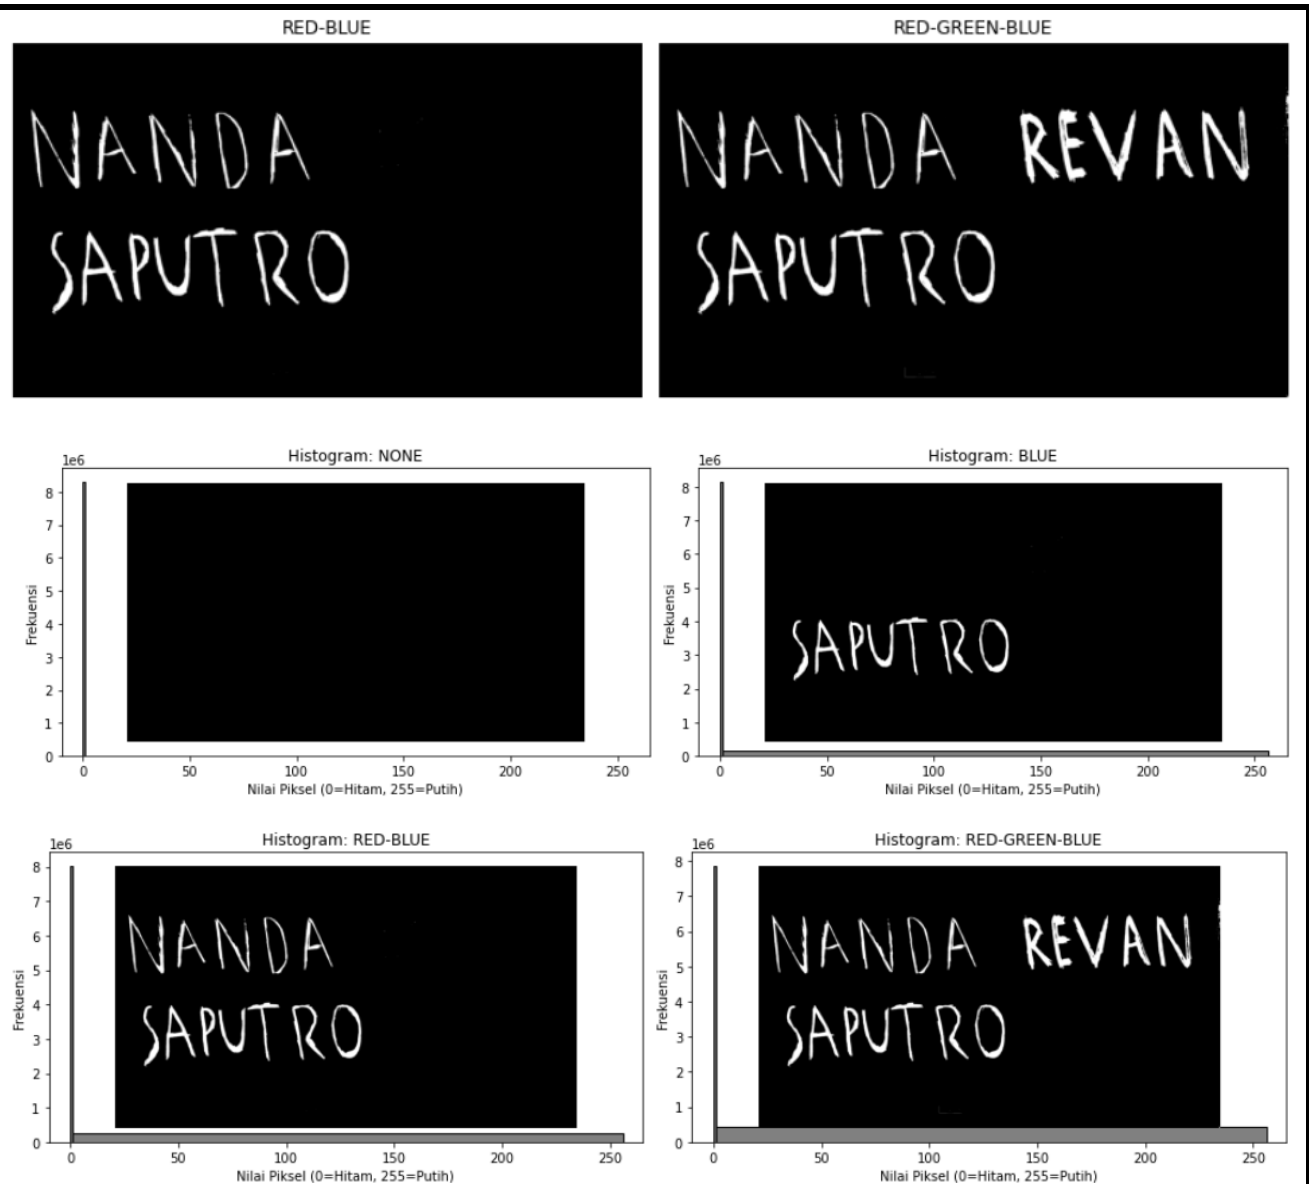 RED-BLUE
RED-GREEN-BLUE
NANDA
SAPUTRO
NANDA REVAN
SAPUTRO
Histogram: NONE
1e6
8
7
6
5
4
3
2
1
0
Frekuensi
0 50 100 150 200 250
Nilai Piksel (0=Hitam, 255=Putih)
Histogram: BLUE
1e6
8
7
6
5
4
3
2
1
0
Frekuensi
SAPUTRO
0 50 100 150 200 250
Nilai Piksel (0=Hitam, 255=Putih)
Histogram: RED-BLUE
1e6
8
7
6
5
4
3
2
1
0
Frekuensi
NANDA
SAPUTRO
0 50 100 150 200 250
Nilai Piksel (0=Hitam, 255=Putih)
Histogram: RED-GREEN-BLUE
1e6
8
7
6
5
4
3
2
1
0
Frekuensi
NANDA REVAN
SAPUTRO
0 50 100 150 200 250
Nilai Piksel (0=Hitam, 255=Putih)